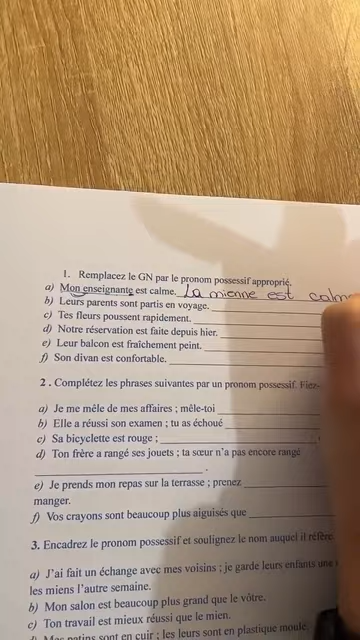 1. Remplacez le GN par le pronom possessif approprié.
a) Mon enseignante est calme. La mienne est calme
b) Leurs parents sont partis en voyage.
c) Tes fleurs poussent rapidement.
d) Notre réservation est faite depuis hier.
e) Leur balcon est fraîchement peint.
f) Son divan est confortable.
2. Complétez les phrases suivantes par un pronom possessif.
a) Je me mêle de mes affaires ; mêle-toi
b) Elle a réussi son examen ; tu as échoué
c) Sa bicyclette est rouge ;
d) Ton frère a rangé ses jouets ; ta sœur n'a pas encore rangé
.
e) Je prends mon repas sur la terrasse ; prenez
manger.
f) Vos crayons sont beaucoup plus aiguisés que
3. Encadrez le pronom possessif et soulignez le nom auquel il réfère
a) J'ai fait un échange avec mes voisins ; je garde leurs enfants une
les miens l'autre semaine.
b) Mon salon est beaucoup plus grand que le vôtre.
c) Ton travail est mieux réussi que le mien.
d) Mes patins sont en cuir ; les leurs sont en plastique moulé.